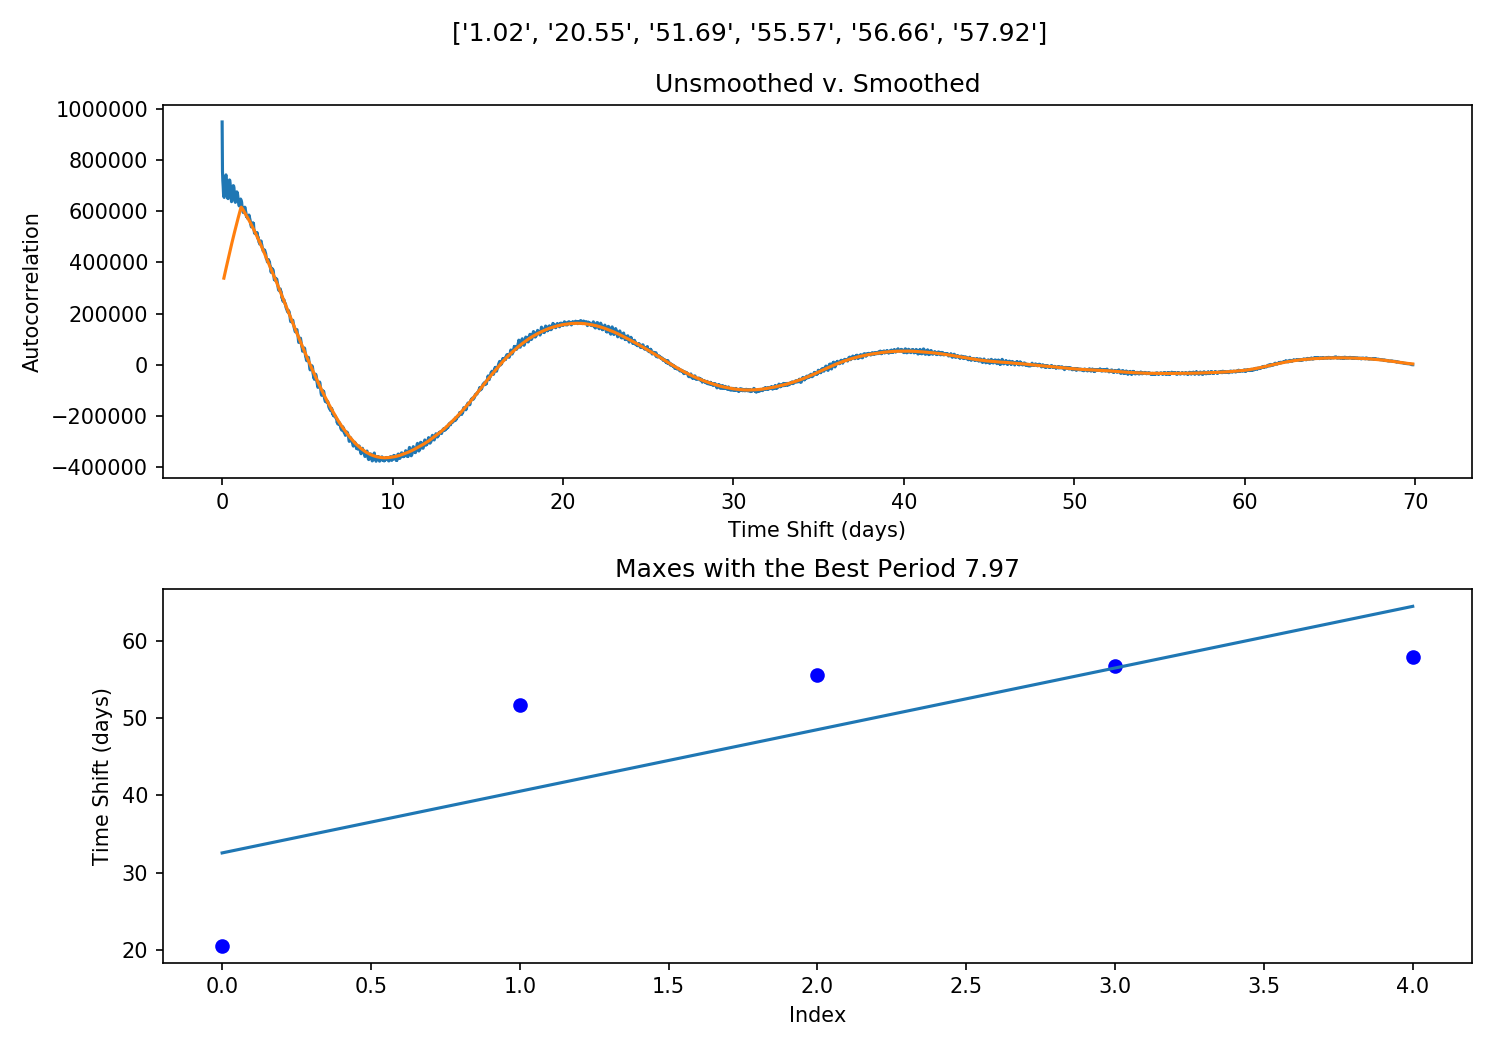 ['1.02', '20.55', '51.69', '55.57', '56.66', '57.92']
Unsmoothed v. Smoothed
1000000
800000
600000
400000
200000
0
−200000
−400000
Autocorrelation
0 10 20 30 40 50 60 70
Time Shift (days)
Maxes with the Best Period 7.97
60
50
40
30
20
Time Shift (days)
0.0 0.5 1.0 1.5 2.0 2.5 3.0 3.5 4.0
Index